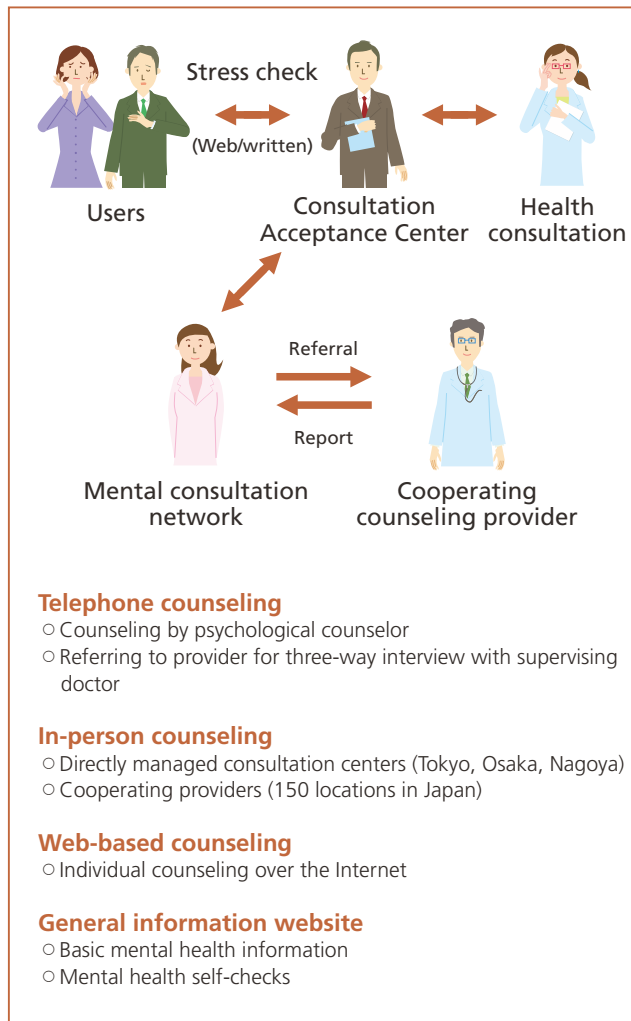 Stress check
(Web/written)
Users
Consultation
Acceptance Center
Health
consultation
Referral
Report
Mental consultation
network
Cooperating
counseling provider
Telephone counseling
○ Counseling by psychological counselor
○ Referring to provider for three-way interview with supervising
doctor
In-person counseling
○ Directly managed consultation centers (Tokyo, Osaka, Nagoya)
○ Cooperating providers (150 locations in Japan)
Web-based counseling
○ Individual counseling over the Internet
General information website
○ Basic mental health information
○ Mental health self-checks